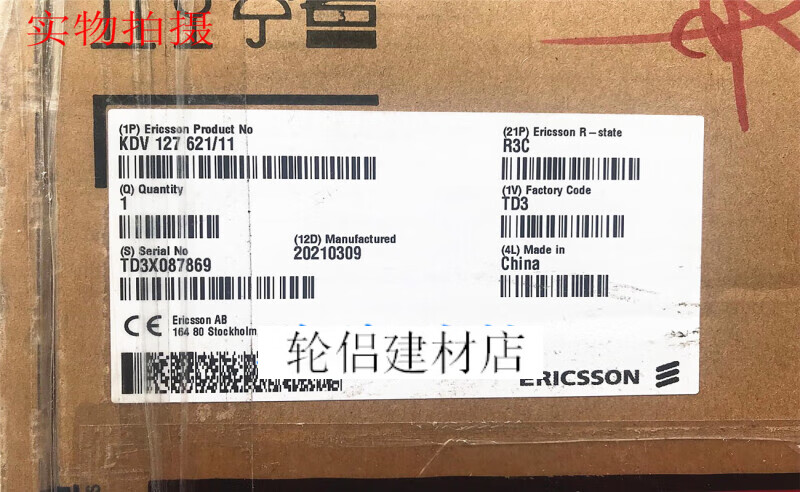 实物拍摄
(1P) Ericsson Product No
KDV 127 621/11
(21P) Ericsson R-state
R3C
(Q) Quantity
1
(1V) Factory Code
TD3
(S) Serial No
TD3X087869
(12D) Manufactured
20210309
(4L) Made in
China
CE
Ericsson AB
164 80 Stockholm
轮侣建材店
ERICSSON